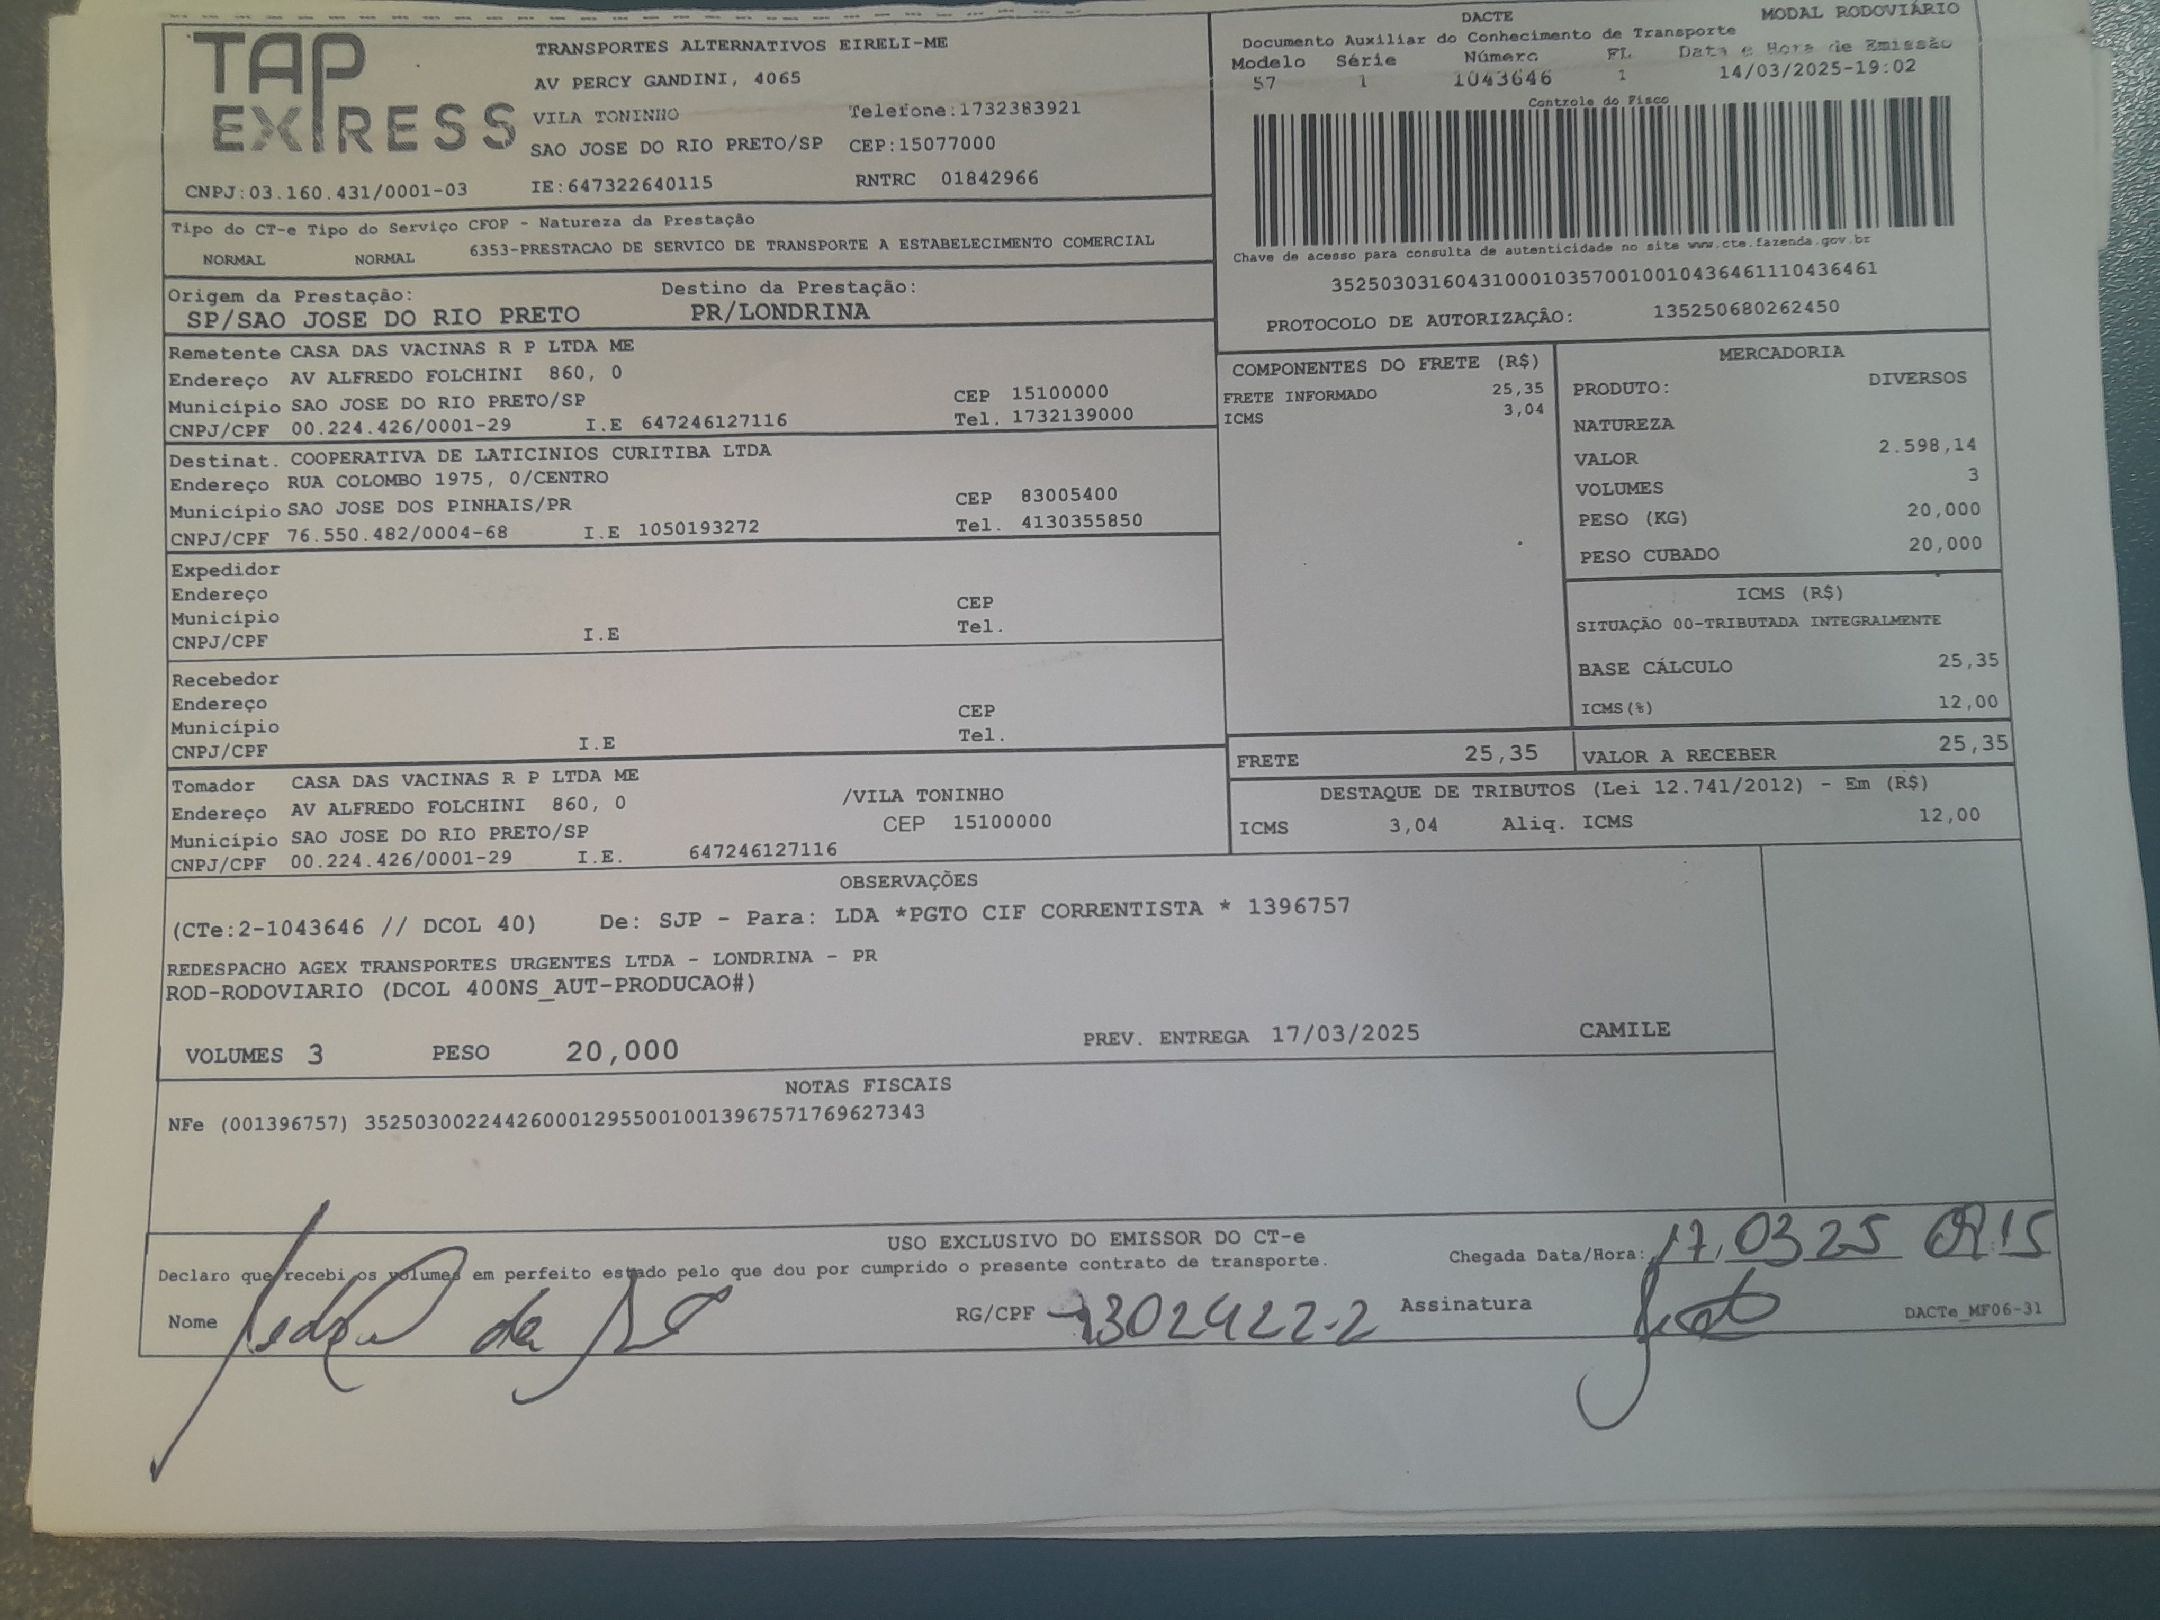 TAP
EXPRESS
TRANSPORTES ALTERNATIVOS EIRELI-ME
AV PERCY GANDINI, 4065
VILA TONINHO Telefone:1732383921
SAO JOSE DO RIO PRETO/SP CEP:15077000
CNPJ:03.160.431/0001-03 IE:647322640115 RNTRC 01842966
DACTE MODAL RODOVIÁRIO
Documento Auxiliar do Conhecimento de Transporte
Modelo Série Número FL Data e Hora de Emissão
57 1 1043646 1 14/03/2025-19:02
Controle do Fisco
Chave de acesso para consulta de autenticidade no site www.cte.fazenda.gov.br
35250303160431000103570010010436461110436461
PROTOCOLO DE AUTORIZAÇÃO: 135250680262450
Tipo do CT-e Tipo do Serviço CFOP - Natureza da Prestação
NORMAL NORMAL 6353-PRESTACAO DE SERVICO DE TRANSPORTE A ESTABELECIMENTO COMERCIAL
Origem da Prestação: Destino da Prestação:
SP/SAO JOSE DO RIO PRETO PR/LONDRINA
Remetente CASA DAS VACINAS R P LTDA ME
Endereço AV ALFREDO FOLCHINI 860, 0
Município SAO JOSE DO RIO PRETO/SP CEP 15100000
CNPJ/CPF 00.224.426/0001-29 I.E 647246127116 Tel. 1732139000
Destinat. COOPERATIVA DE LATICINIOS CURITIBA LTDA
Endereço RUA COLOMBO 1975, 0/CENTRO
Município SAO JOSE DOS PINHAIS/PR CEP 83005400
CNPJ/CPF 76.550.482/0004-68 I.E 1050193272 Tel. 4130355850
Expedidor
Endereço
Município CEP
CNPJ/CPF I.E Tel.
Recebedor
Endereço
Município CEP
CNPJ/CPF I.E Tel.
Tomador CASA DAS VACINAS R P LTDA ME
Endereço AV ALFREDO FOLCHINI 860, 0 /VILA TONINHO
Município SAO JOSE DO RIO PRETO/SP CEP 15100000
CNPJ/CPF 00.224.426/0001-29 I.E. 647246127116
COMPONENTES DO FRETE (R$)
FRETE INFORMADO 25,35
ICMS 3,04
MERCADORIA
PRODUTO: DIVERSOS
NATUREZA
VALOR 2.598,14
VOLUMES 3
PESO (KG) 20,000
PESO CUBADO 20,000
ICMS (R$)
SITUAÇÃO 00-TRIBUTADA INTEGRALMENTE
BASE CÁLCULO 25,35
ICMS(%) 12,00
FRETE 25,35 VALOR A RECEBER 25,35
DESTAQUE DE TRIBUTOS (Lei 12.741/2012) - Em (R$)
ICMS 3,04 Aliq. ICMS 12,00
OBSERVAÇÕES
(CTe:2-1043646 // DCOL 40) De: SJP - Para: LDA *PGTO CIF CORRENTISTA * 1396757
REDESPACHO AGEX TRANSPORTES URGENTES LTDA - LONDRINA - PR
ROD-RODOVIARIO (DCOL 400NS_AUT-PRODUCAO#)
VOLUMES 3 PESO 20,000 PREV. ENTREGA 17/03/2025 CAMILE
NOTAS FISCAIS
NFe (001396757) 35250300224426000129550010013967571769627343
USO EXCLUSIVO DO EMISSOR DO CT-e
Declaro que recebi os volumes em perfeito estado pelo que dou por cumprido o presente contrato de transporte.
Chegada Data/Hora: 17.03 25 09:15
Nome da RG/CPF Assinatura DACTe_MF06-31